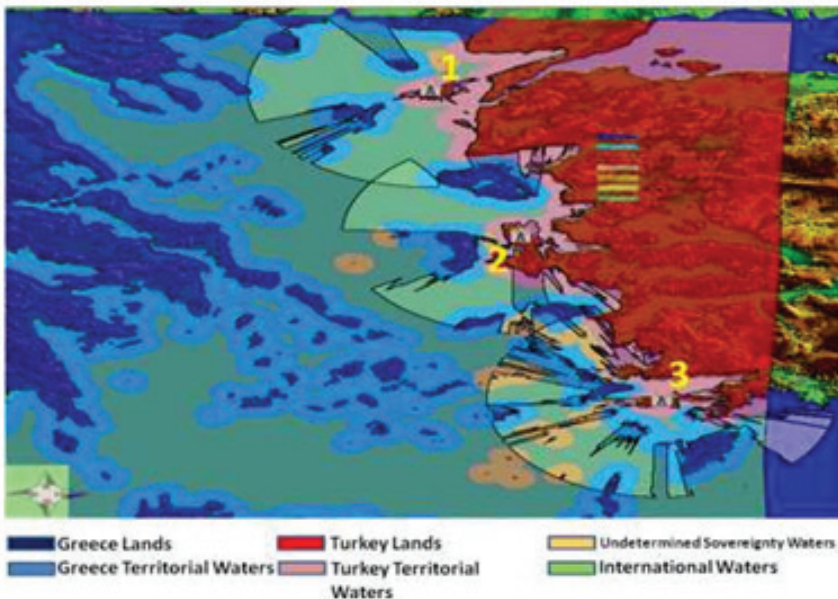 1
2
3
Greece Lands
Turkey Lands
Undetermined Sovereignty Waters
Greece Territorial Waters
Turkey Territorial
Waters
International Waters